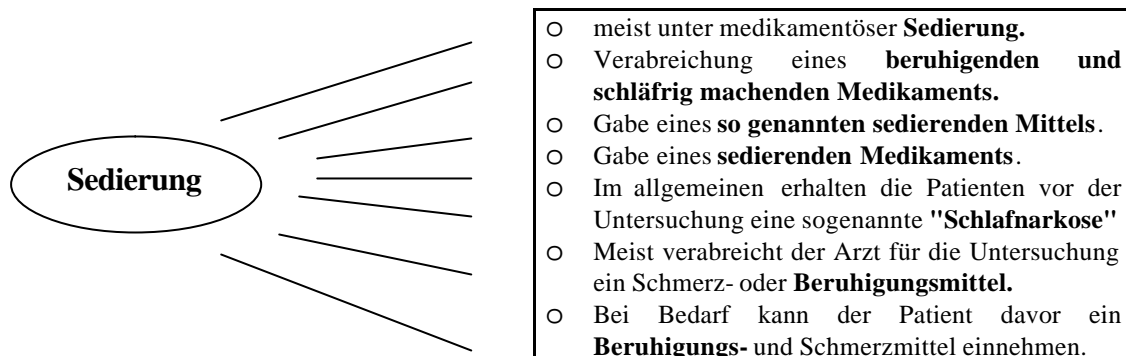 Sedierung
o meist unter medikamentöser Sedierung.
o Verabreichung eines beruhigenden und
schläfrig machenden Medikaments.
o Gabe eines so genannten sedierenden Mittels.
o Gabe eines sedierenden Medikaments.
o Im allgemeinen erhalten die Patienten vor der
Untersuchung eine sogenannte "Schlafnarkose"
o Meist verabreicht der Arzt für die Untersuchung
ein Schmerz- oder Beruhigungsmittel.
o Bei Bedarf kann der Patient davor ein
Beruhigungs- und Schmerzmittel einnehmen.